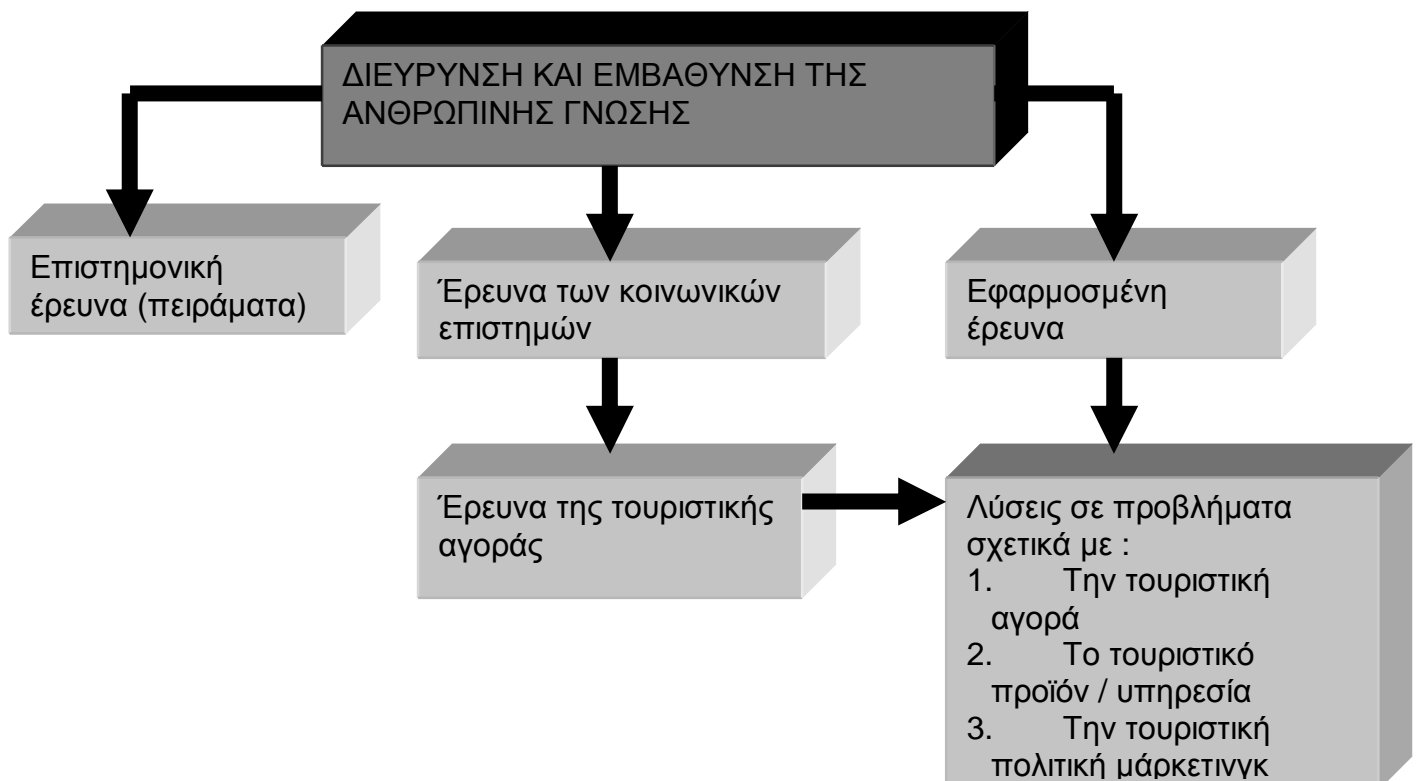 ΔΙΕΥΡΥΝΣΗ ΚΑΙ ΕΜΒΑΘΥΝΣΗ ΤΗΣ
ΑΝΘΡΩΠΙΝΗΣ ΓΝΩΣΗΣ
Επιστημονική
έρευνα (πειράματα)
Έρευνα των κοινωνικών
επιστημών
Εφαρμοσμένη
έρευνα
Έρευνα της τουριστικής
αγοράς
Λύσεις σε προβλήματα
σχετικά με :
1. Την τουριστική
αγορά
2. Το τουριστικό
προϊόν / υπηρεσία
3. Την τουριστική
πολιτική μάρκετινγκ